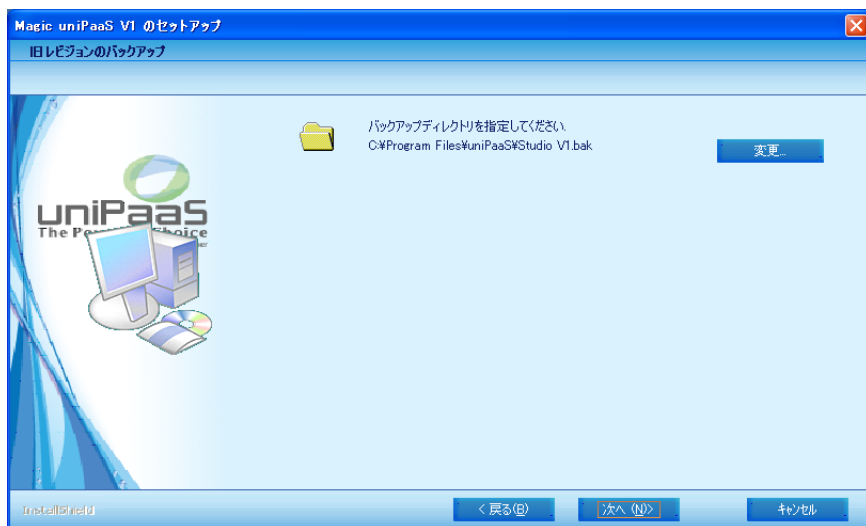 Magic uniPaaS V1 のセットアップ
旧レビジョンのバックアップ
バックアップディレクトリを指定してください.
C:¥Program Files¥uniPaaS¥Studio V1.bak
変更...
uniPaaS
The Choice
InstallShield
< 戻る(B)
次へ (N)>
キャンセル